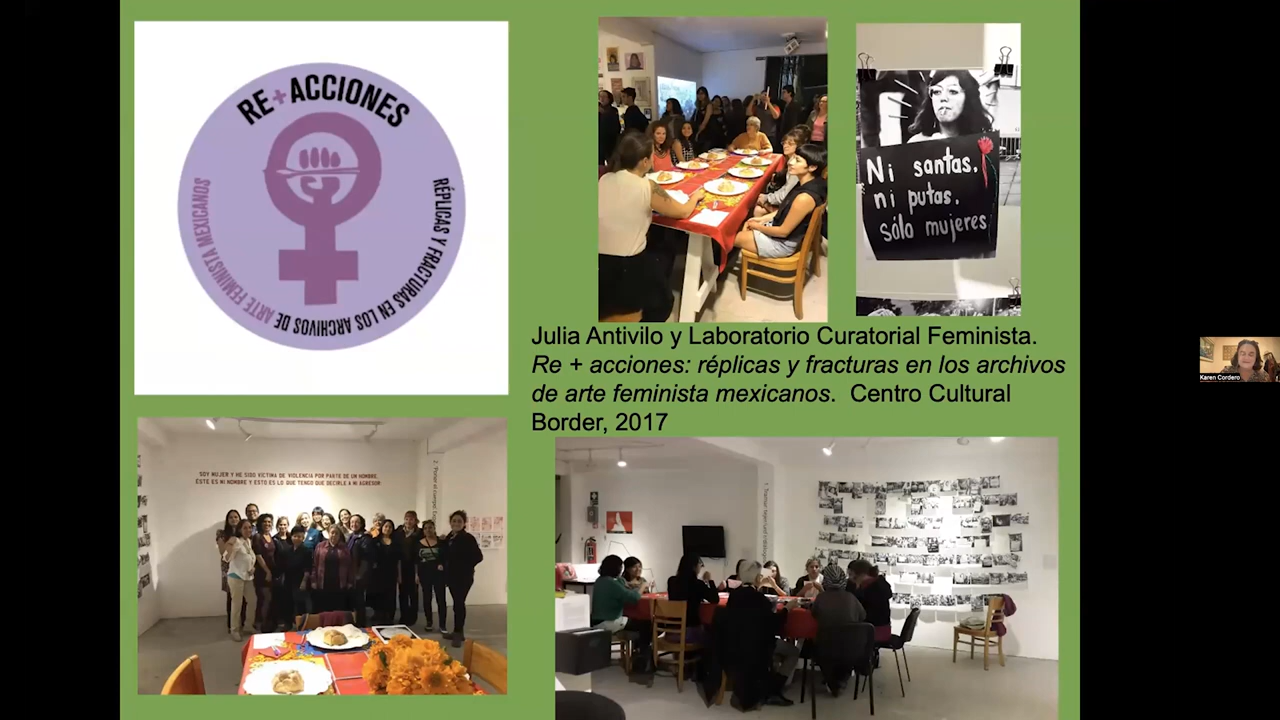 RE+ACCIONES
RÉPLICAS Y FRACTURAS EN LOS ARCHIVOS DE ARTE FEMINISTA MEXICANOS
Ni santas,
ni putas.
sólo mujeres
Julia Antivilo y Laboratorio Curatorial Feminista.
Re + acciones: réplicas y fracturas en los archivos
de arte feminista mexicanos. Centro Cultural
Border, 2017
Karen Cordero
SOY MUJER Y HE SIDO VÍCTIMA DE VIOLENCIA POR PARTE DE UN HOMBRE,
ÉSTE ES MI NOMBRE Y ESTO ES LO QUE TENGO QUE DECIRLE A MI AGRESOR